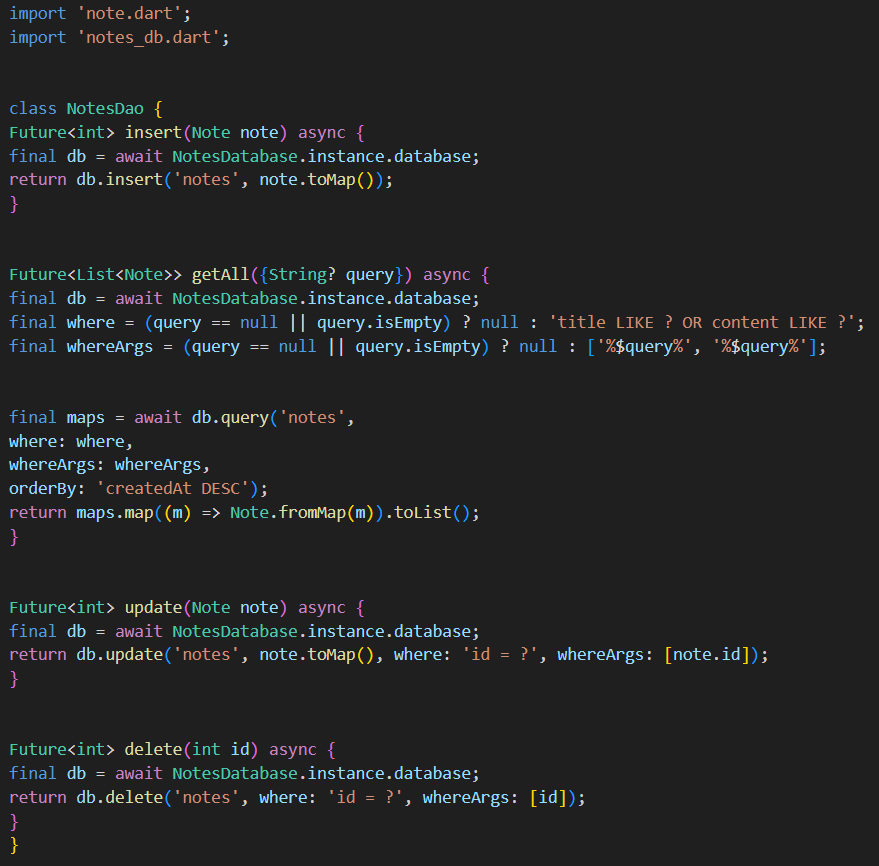 import 'note.dart';
import 'notes_db.dart';
class NotesDao {
Future<int> insert(Note note) async {
final db = await NotesDatabase.instance.database;
return db.insert('notes', note.toMap());
}
Future<List<Note>> getAll({String? query}) async {
final db = await NotesDatabase.instance.database;
final where = (query == null || query.isEmpty) ? null : 'title LIKE ? OR content LIKE ?';
final whereArgs = (query == null || query.isEmpty) ? null : ['%$query%', '%$query%'];
final maps = await db.query('notes',
where: where,
whereArgs: whereArgs,
orderBy: 'createdAt DESC');
return maps.map((m) => Note.fromMap(m)).toList();
}
Future<int> update(Note note) async {
final db = await NotesDatabase.instance.database;
return db.update('notes', note.toMap(), where: 'id = ?', whereArgs: [note.id]);
}
Future<int> delete(int id) async {
final db = await NotesDatabase.instance.database;
return db.delete('notes', where: 'id = ?', whereArgs: [id]);
}
}